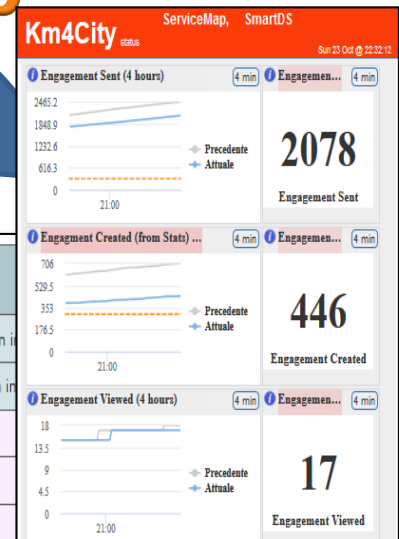 Km4City status
ServiceMap, SmartDS
Sun 23 Oct @ 22:32:12
Engagement Sent (4 hours)
4 min
2465.2
1848.9
1232.6
616.3
0
21:00
Precedente
Attuale
Engagemen...
4 min
2078
Engagement Sent
Engagment Created (from Stats) ...
4 min
706
529.5
353
176.5
0
21:00
Precedente
Attuale
Engagemen...
4 min
446
Engagement Created
Engagement Viewed (4 hours)
4 min
18
13.5
9
4.5
0
21:00
Precedente
Attuale
Engagemen...
4 min
17
Engagement Viewed